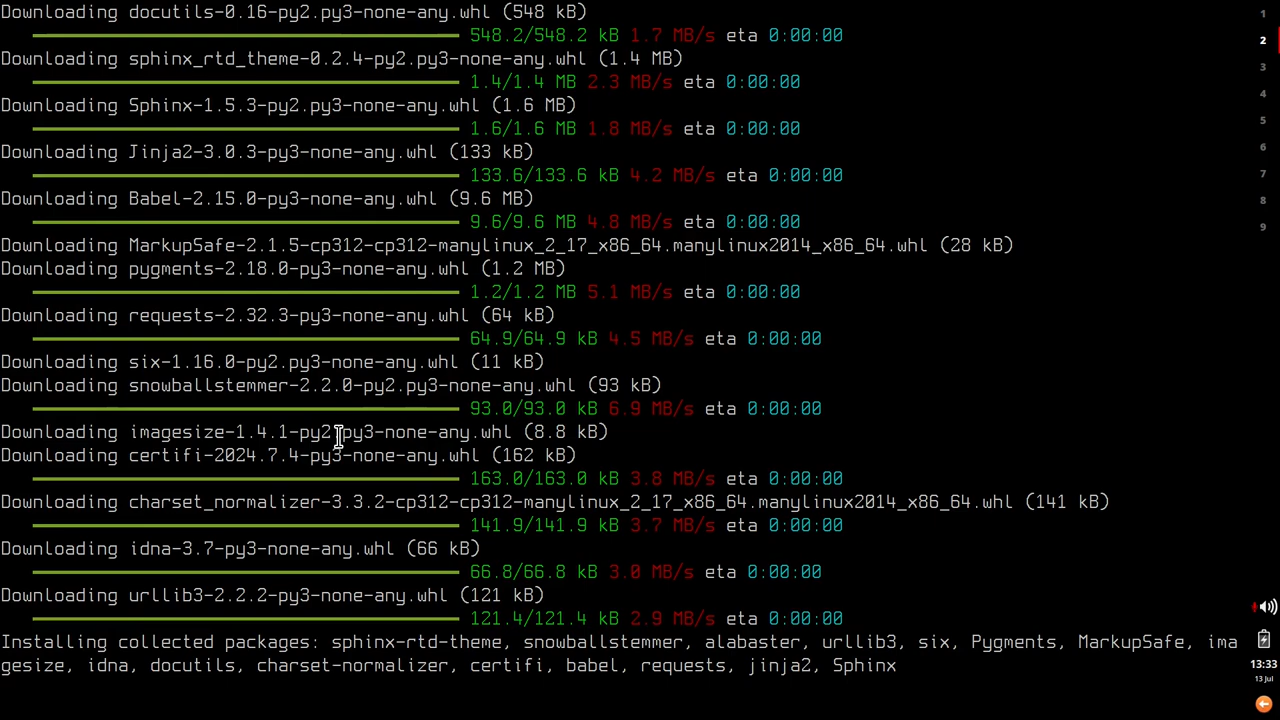 Downloading docutils-0.16-py2.py3-none-any.whl (548 kB)
548.2/548.2 kB 1.7 MB/s eta 0:00:00
Downloading sphinx_rtd_theme-0.2.4-py2.py3-none-any.whl (1.4 MB)
1.4/1.4 MB 2.3 MB/s eta 0:00:00
Downloading Sphinx-1.5.3-py2.py3-none-any.whl (1.6 MB)
1.6/1.6 MB 1.8 MB/s eta 0:00:00
Downloading Jinja2-3.0.3-py3-none-any.whl (133 kB)
133.6/133.6 kB 4.2 MB/s eta 0:00:00
Downloading Babel-2.15.0-py3-none-any.whl (9.6 MB)
9.6/9.6 MB 4.8 MB/s eta 0:00:00
Downloading MarkupSafe-2.1.5-cp312-cp312-manylinux_2_17_x86_64.manylinux2014_x86_64.whl (28 kB)
Downloading pygments-2.18.0-py3-none-any.whl (1.2 MB)
1.2/1.2 MB 5.1 MB/s eta 0:00:00
Downloading requests-2.32.3-py3-none-any.whl (64 kB)
64.9/64.9 kB 4.5 MB/s eta 0:00:00
Downloading six-1.16.0-py2.py3-none-any.whl (11 kB)
Downloading snowballstemmer-2.2.0-py2.py3-none-any.whl (93 kB)
93.0/93.0 kB 6.9 MB/s eta 0:00:00
Downloading imagesize-1.4.1-py2.py3-none-any.whl (8.8 kB)
Downloading certifi-2024.7.4-py3-none-any.whl (162 kB)
163.0/163.0 kB 3.8 MB/s eta 0:00:00
Downloading charset_normalizer-3.3.2-cp312-cp312-manylinux_2_17_x86_64.manylinux2014_x86_64.whl (141 kB)
141.9/141.9 kB 3.7 MB/s eta 0:00:00
Downloading idna-3.7-py3-none-any.whl (66 kB)
66.8/66.8 kB 3.0 MB/s eta 0:00:00
Downloading urllib3-2.2.2-py3-none-any.whl (121 kB)
121.4/121.4 kB 2.9 MB/s eta 0:00:00
Installing collected packages: sphinx-rtd-theme, snowballstemmer, alabaster, urllib3, six, Pygments, MarkupSafe, ima
gesize, idna, docutils, charset-normalizer, certifi, babel, requests, jinja2, Sphinx
1
2
3
4
5
6
7
8
9
13:33
13 Jul